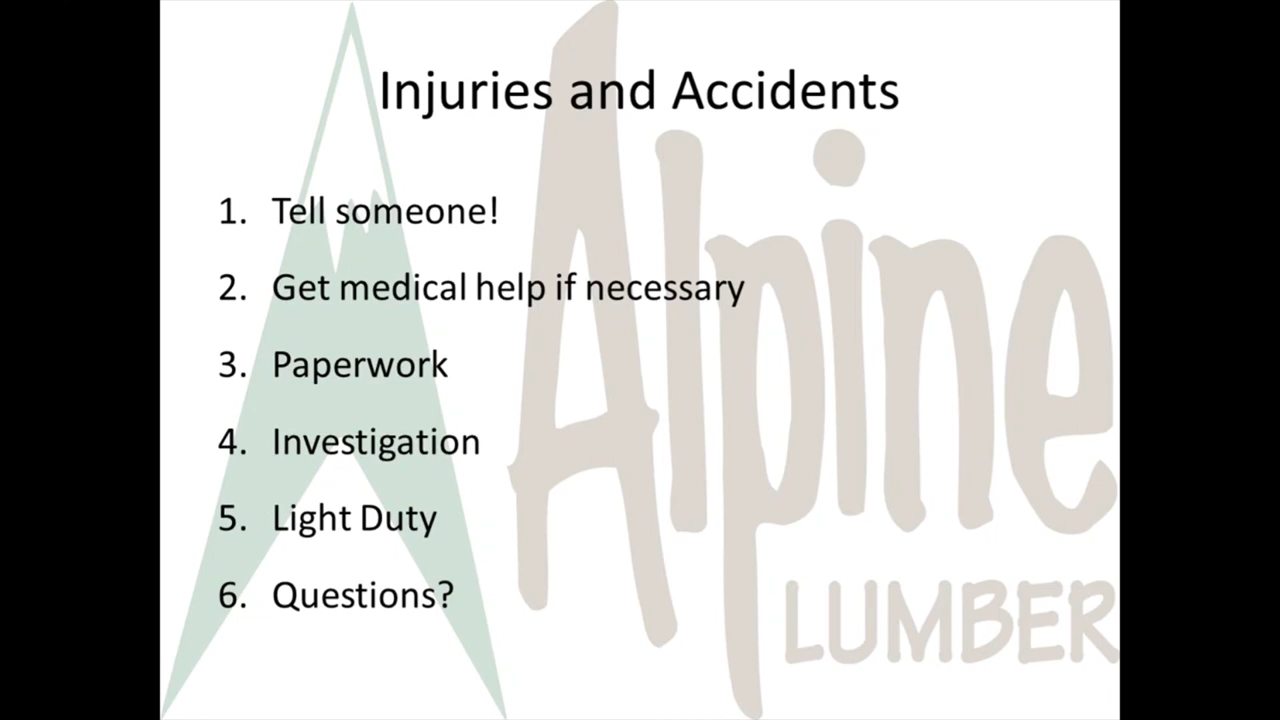 Injuries and Accidents
1. Tell someone!
2. Get medical help if necessary
3. Paperwork
4. Investigation
5. Light Duty
6. Questions?
Alpine
LUMBER